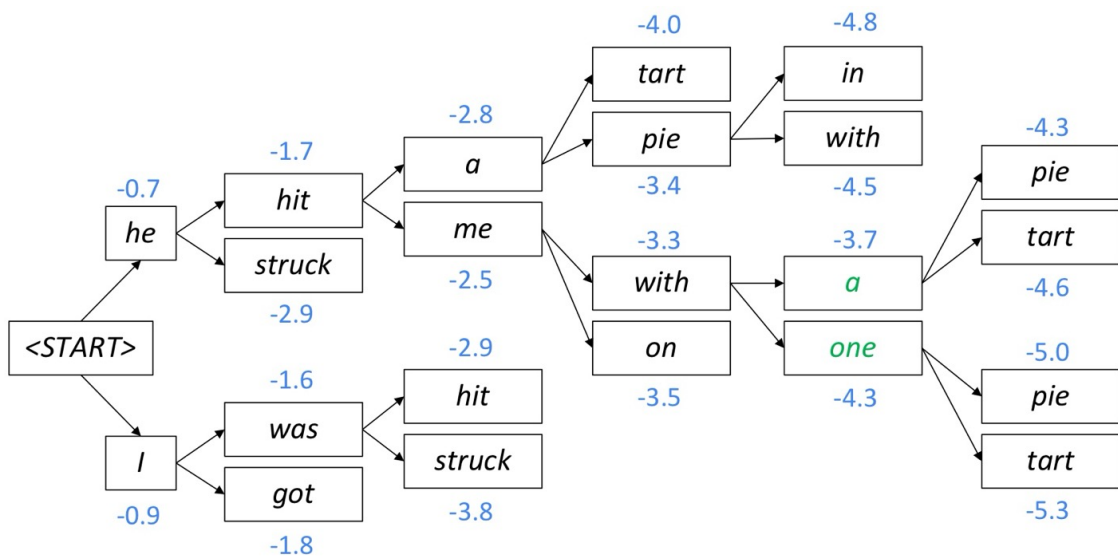 -4.0
-4.8
tart
in
-2.8
-1.7
a
pie
with
-4.3
-0.7
hit
-3.4
-4.5
pie
he
me
struck
-3.3
-3.7
tart
-2.5
with
a
-4.6
-2.9
<START>
-2.9
on
one
-5.0
-1.6
hit
-3.5
-4.3
pie
was
I
struck
tart
got
-0.9
-3.8
-5.3
-1.8